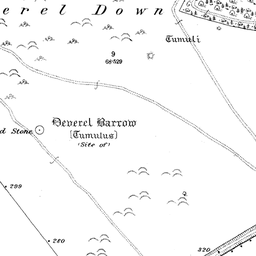 erel Down
Tumuli
9
68·529
Deverel Barrow
[Tumulus]
(Site of)
d Stone
299
280
320